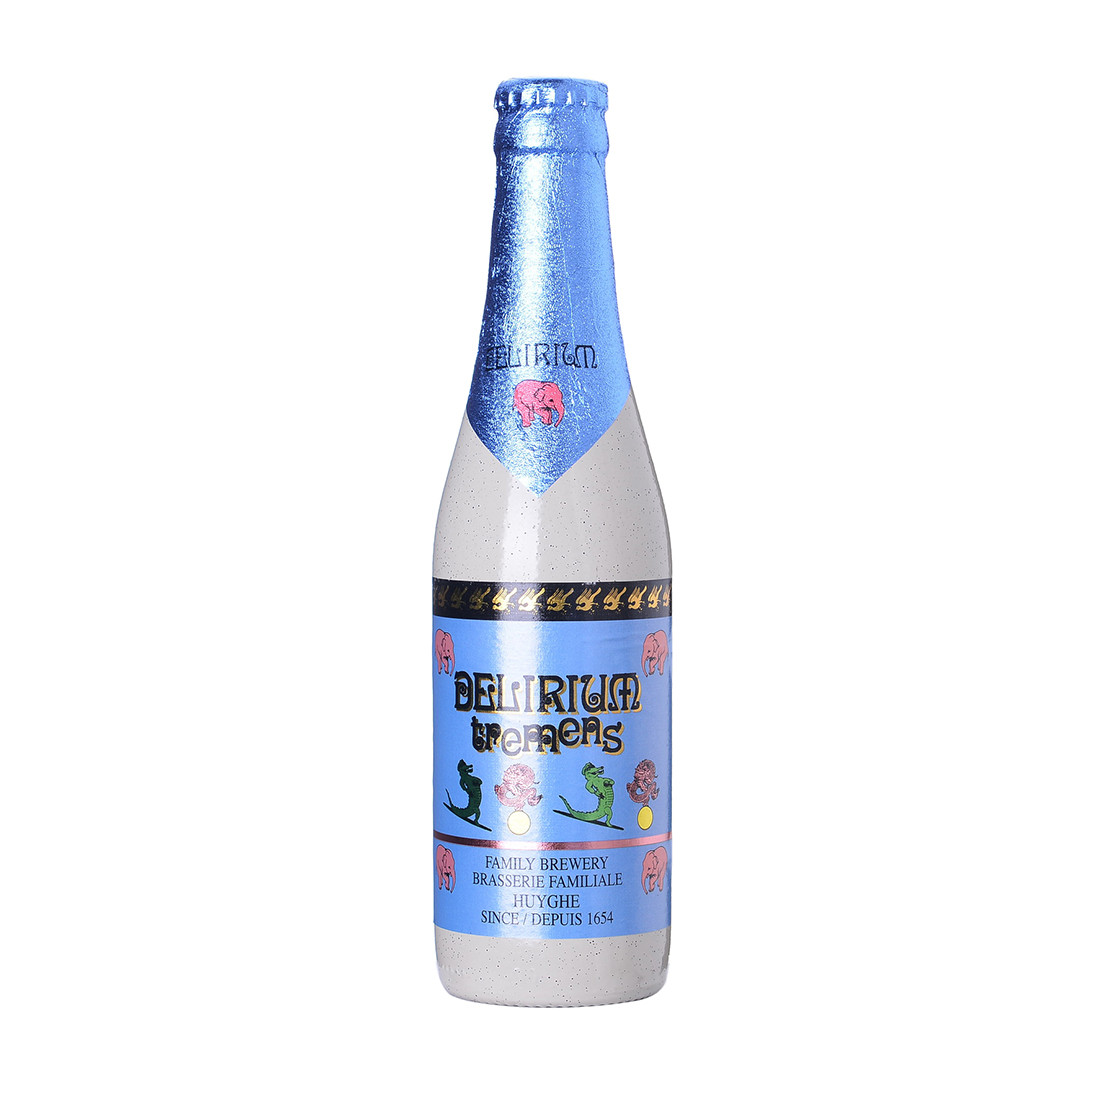 DELIRIUM
DELIRIUM
tremens
FAMILY BREWERY
BRASSERIE FAMILIALE
HUYGHE
SINCE / DEPUIS 1654